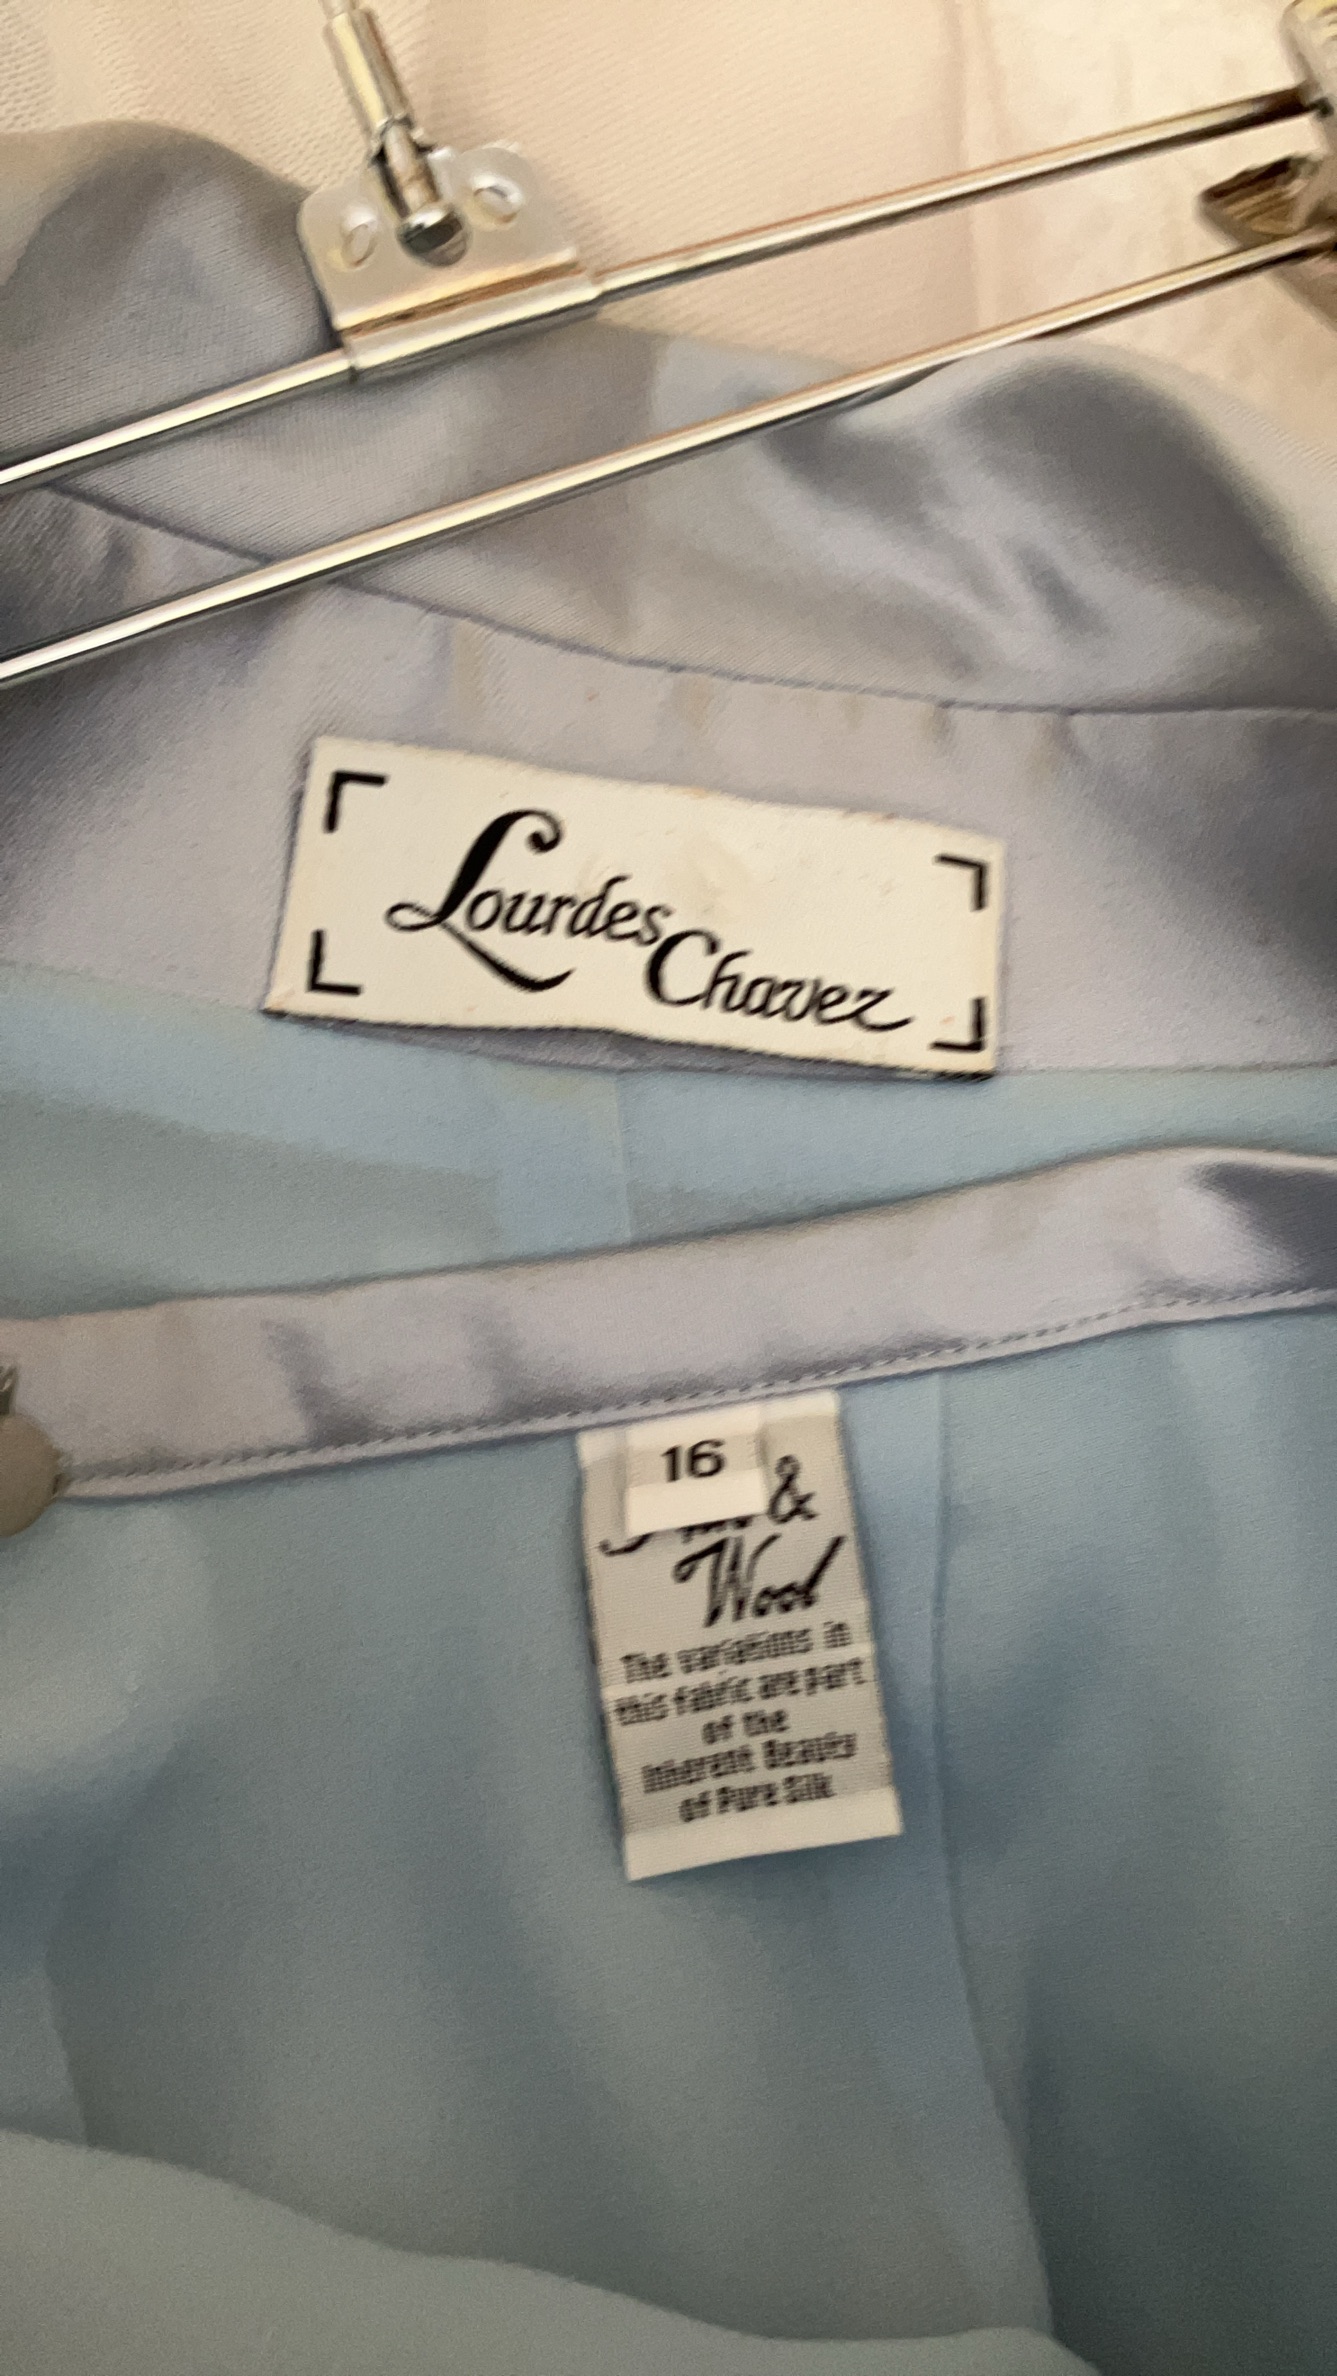 Lourdes
Chavez
16
&
Wool
The variations in
this fabric are part
of the
Inherent Beauty
of Pure Silk